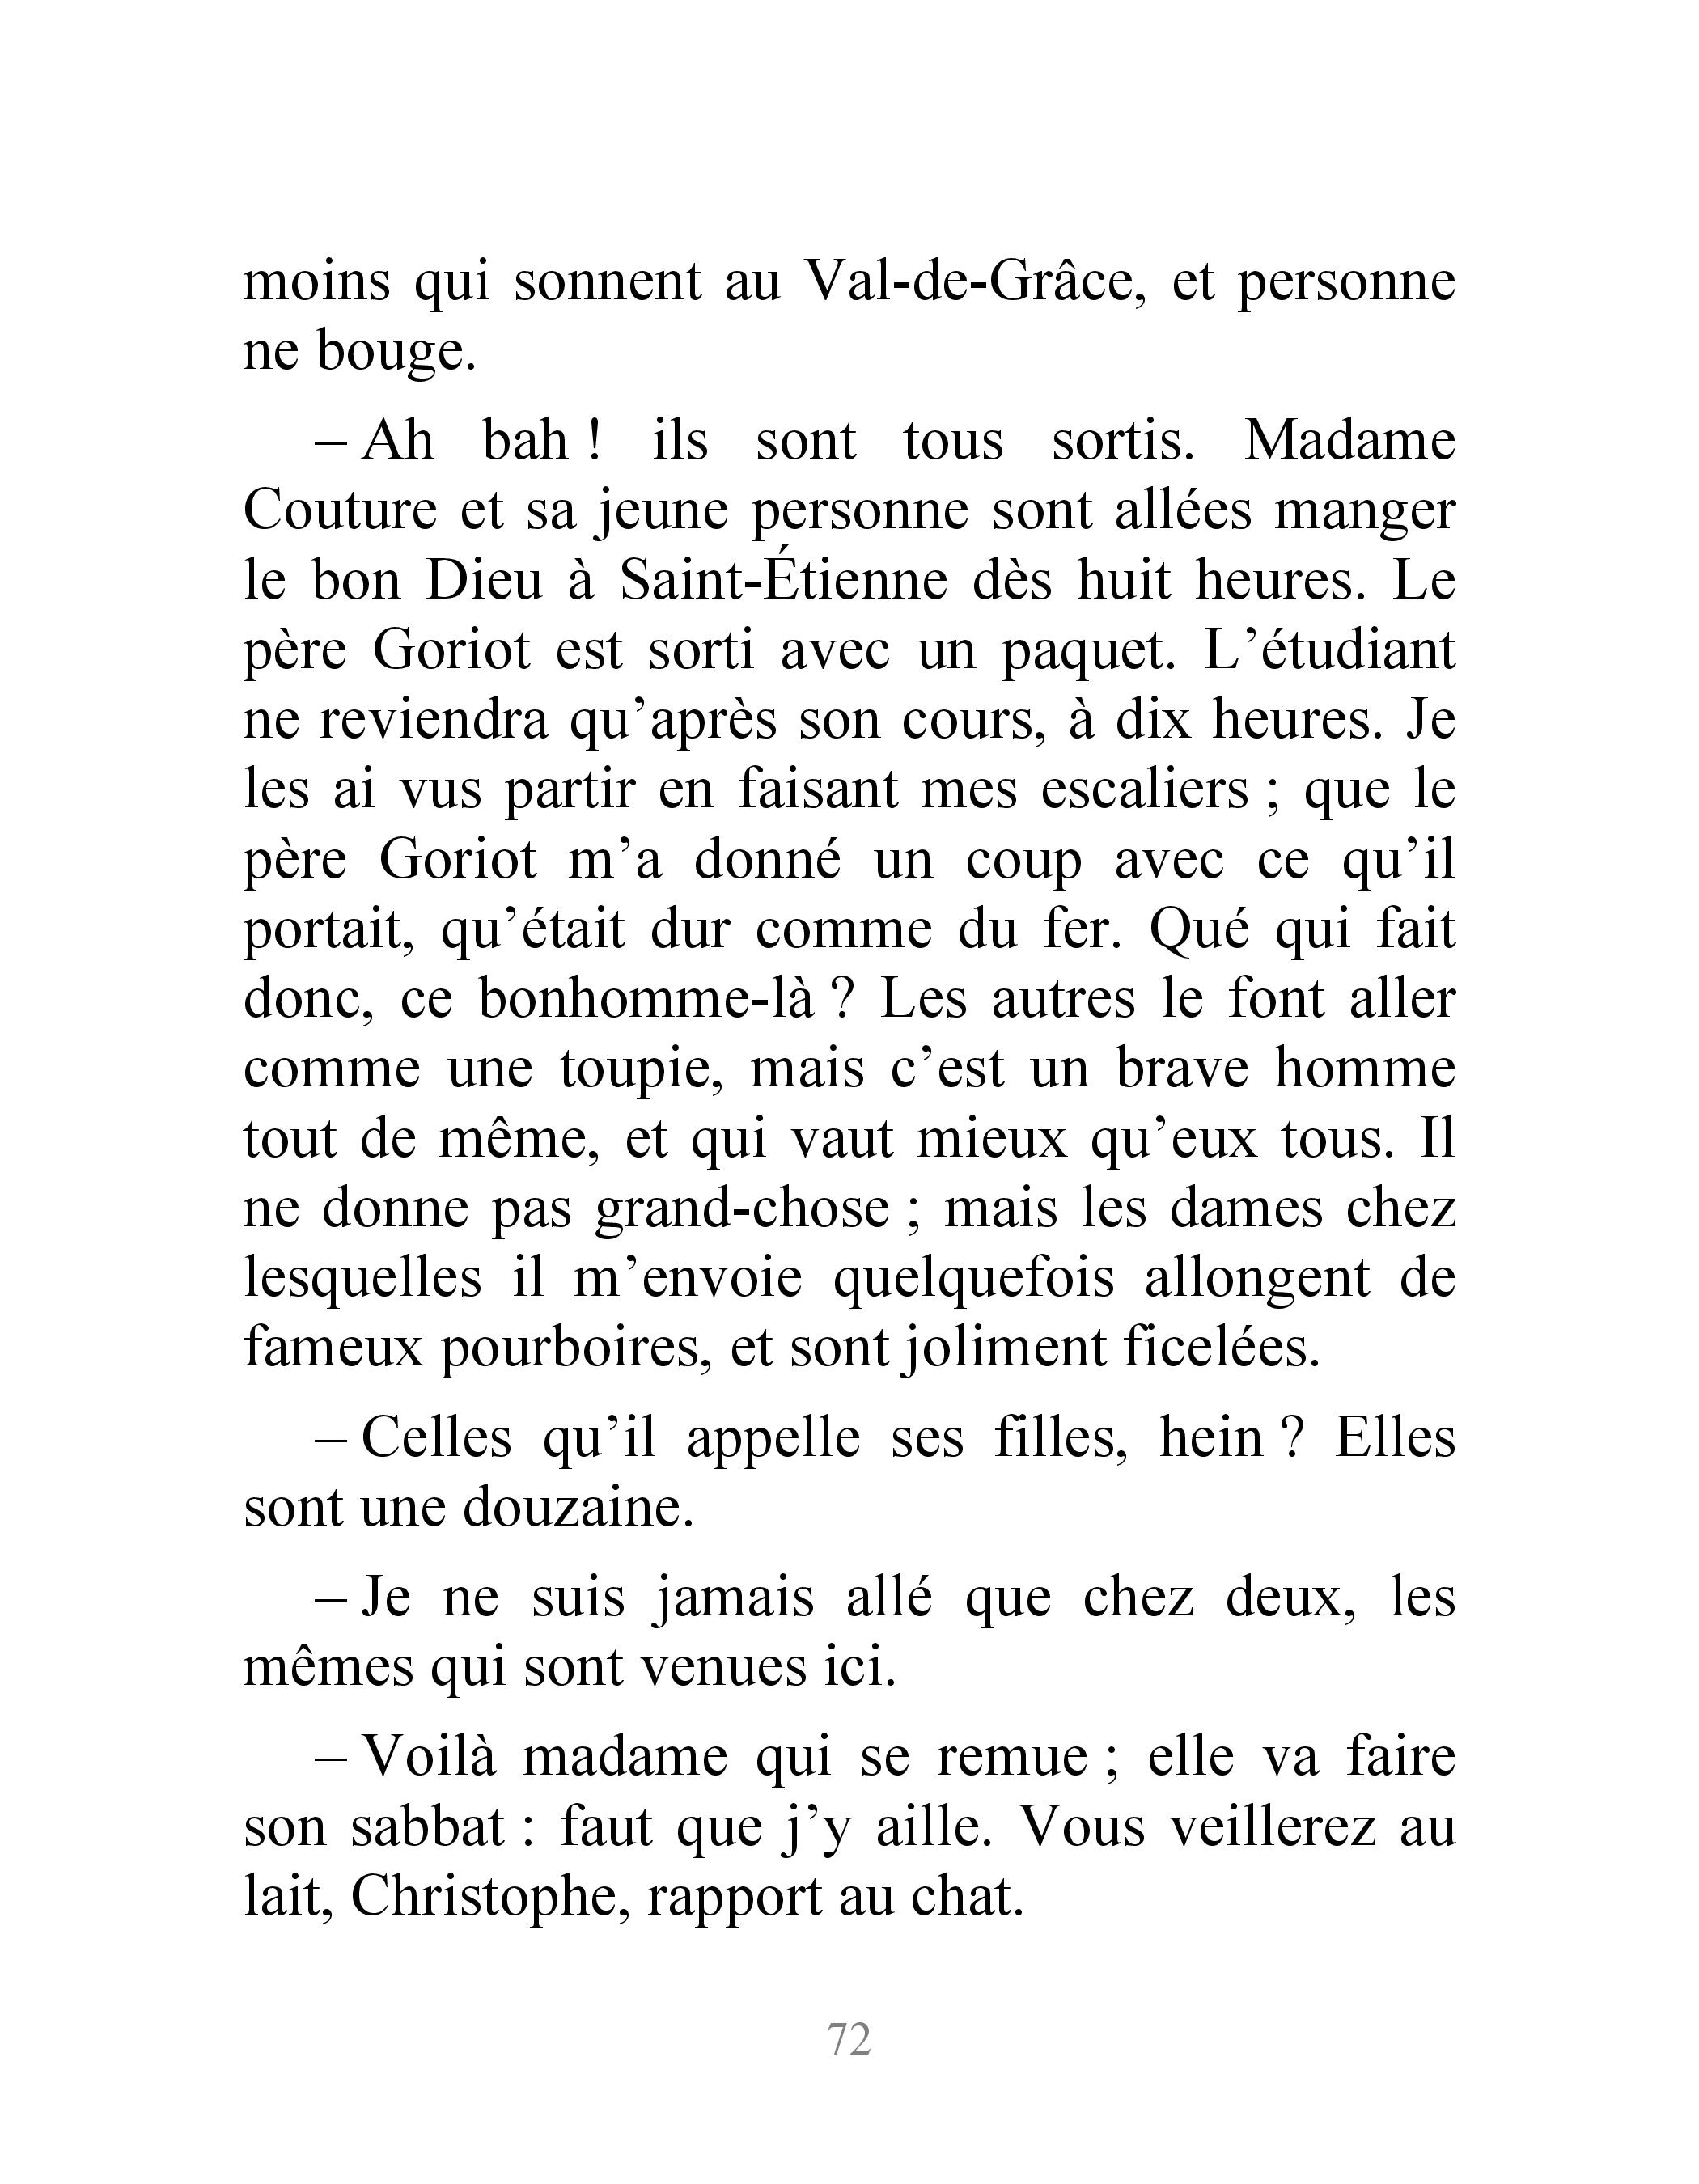 moins qui sonnent au Val-de-Grâce, et personne
ne bouge.
– Ah bah ! ils sont tous sortis. Madame
Couture et sa jeune personne sont allées manger
le bon Dieu à Saint-Étienne dès huit heures. Le
père Goriot est sorti avec un paquet. L’étudiant
ne reviendra qu’après son cours, à dix heures. Je
les ai vus partir en faisant mes escaliers ; que le
père Goriot m’a donné un coup avec ce qu’il
portait, qu’était dur comme du fer. Qué qui fait
donc, ce bonhomme-là ? Les autres le font aller
comme une toupie, mais c’est un brave homme
tout de même, et qui vaut mieux qu’eux tous. Il
ne donne pas grand-chose ; mais les dames chez
lesquelles il m’envoie quelquefois allongent de
fameux pourboires, et sont joliment ficelées.
– Celles qu’il appelle ses filles, hein ? Elles
sont une douzaine.
– Je ne suis jamais allé que chez deux, les
mêmes qui sont venues ici.
– Voilà madame qui se remue ; elle va faire
son sabbat : faut que j’y aille. Vous veillerez au
lait, Christophe, rapport au chat.
72